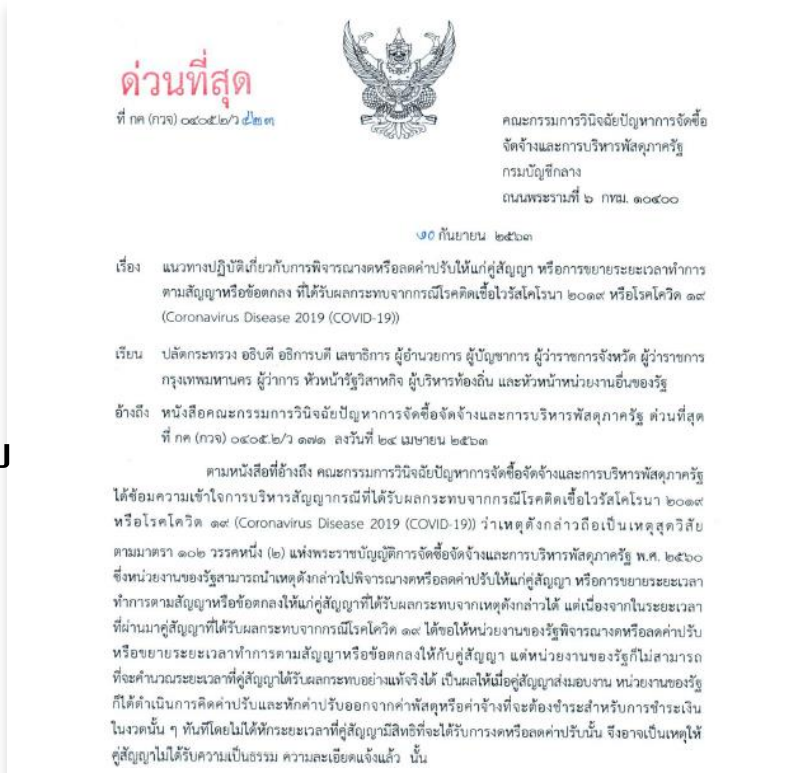 ด่วนที่สุด
ที่ กค (กวจ) ๐๔๐๕.๒/ว ๕๒๓
คณะกรรมการวินิจฉัยปัญหาการจัดซื้อ
จัดจ้างและการบริหารพัสดุภาครัฐ
กรมบัญชีกลาง
ถนนพระรามที่ ๖ กทม. ๑๐๔๐๐
กันยายน ๒๕๖๓
เรื่อง แนวทางปฏิบัติเกี่ยวกับการพิจารณางดหรือลดค่าปรับให้แก่คู่สัญญา หรือการขยายระยะเวลาทำการ
ตามสัญญาหรือข้อตกลง ที่ได้รับผลกระทบจากกรณีโรคติดเชื้อไวรัสโคโรนา ๒๐๑๙ หรือโรคโควิด ๑๙
(Coronavirus Disease 2019 (COVID-19))
เรียน ปลัดกระทรวง อธิบดี อธิการบดี เลขาธิการ ผู้อำนวยการ ผู้บัญชาการ ผู้ว่าราชการจังหวัด ผู้ว่าราชการ
กรุงเทพมหานคร ผู้ว่าการ หัวหน้ารัฐวิสาหกิจ ผู้บริหารท้องถิ่น และหัวหน้าหน่วยงานอื่นของรัฐ
อ้างถึง หนังสือคณะกรรมการวินิจฉัยปัญหาการจัดซื้อจัดจ้างและการบริหารพัสดุภาครัฐ ด่วนที่สุด
ที่ กค (กวจ) ๐๔๐๕.๒/ว ๑๗๑ ลงวันที่ ๒๔ เมษายน ๒๕๖๓
ตามหนังสือที่อ้างถึง คณะกรรมการวินิจฉัยปัญหาการจัดซื้อจัดจ้างและการบริหารพัสดุภาครัฐ
ได้ซ้อมความเข้าใจการบริหารสัญญากรณีที่ได้รับผลกระทบจากกรณีโรคติดเชื้อไวรัสโคโรนา ๒๐๑๙
หรือโรคโควิด ๑๙ (Coronavirus Disease 2019 (COVID-19)) ว่าเหตุดังกล่าวถือเป็นเหตุสุดวิสัย
ตามมาตรา ๑๐๒ วรรคหนึ่ง (๒) แห่งพระราชบัญญัติการจัดซื้อจัดจ้างและการบริหารพัสดุภาครัฐ พ.ศ. ๒๕๖๐
ซึ่งหน่วยงานของรัฐสามารถนำเหตุดังกล่าวไปพิจารณางดหรือลดค่าปรับให้แก่คู่สัญญา หรือการขยายระยะเวลา
ทำการตามสัญญาหรือข้อตกลงให้แก่คู่สัญญาที่ได้รับผลกระทบจากเหตุดังกล่าวได้ แต่เนื่องจากในระยะเวลา
ที่ผ่านมาคู่สัญญาที่ได้รับผลกระทบจากกรณีโรคโควิด ๑๙ ได้ขอให้หน่วยงานของรัฐพิจารณางดหรือลดค่าปรับ
หรือขยายระยะเวลาทำการตามสัญญาหรือข้อตกลงให้กับคู่สัญญา แต่หน่วยงานของรัฐก็ไม่สามารถ
ที่จะคำนวณระยะเวลาที่คู่สัญญาได้รับผลกระทบอย่างแท้จริงได้ เป็นผลให้เมื่อคู่สัญญาส่งมอบงาน หน่วยงานของรัฐ
ก็ได้ดำเนินการคิดค่าปรับและหักค่าปรับออกจากค่าพัสดุหรือค่าจ้างที่จะต้องชำระสำหรับการชำระเงิน
ในงวดนั้น ๆ ทันทีโดยไม่ได้หักระยะเวลาที่คู่สัญญามีสิทธิที่จะได้รับการงดหรือลดค่าปรับนั้น จึงอาจเป็นเหตุให้
คู่สัญญาไม่ได้รับความเป็นธรรม ความละเอียดแจ้งแล้ว นั้น